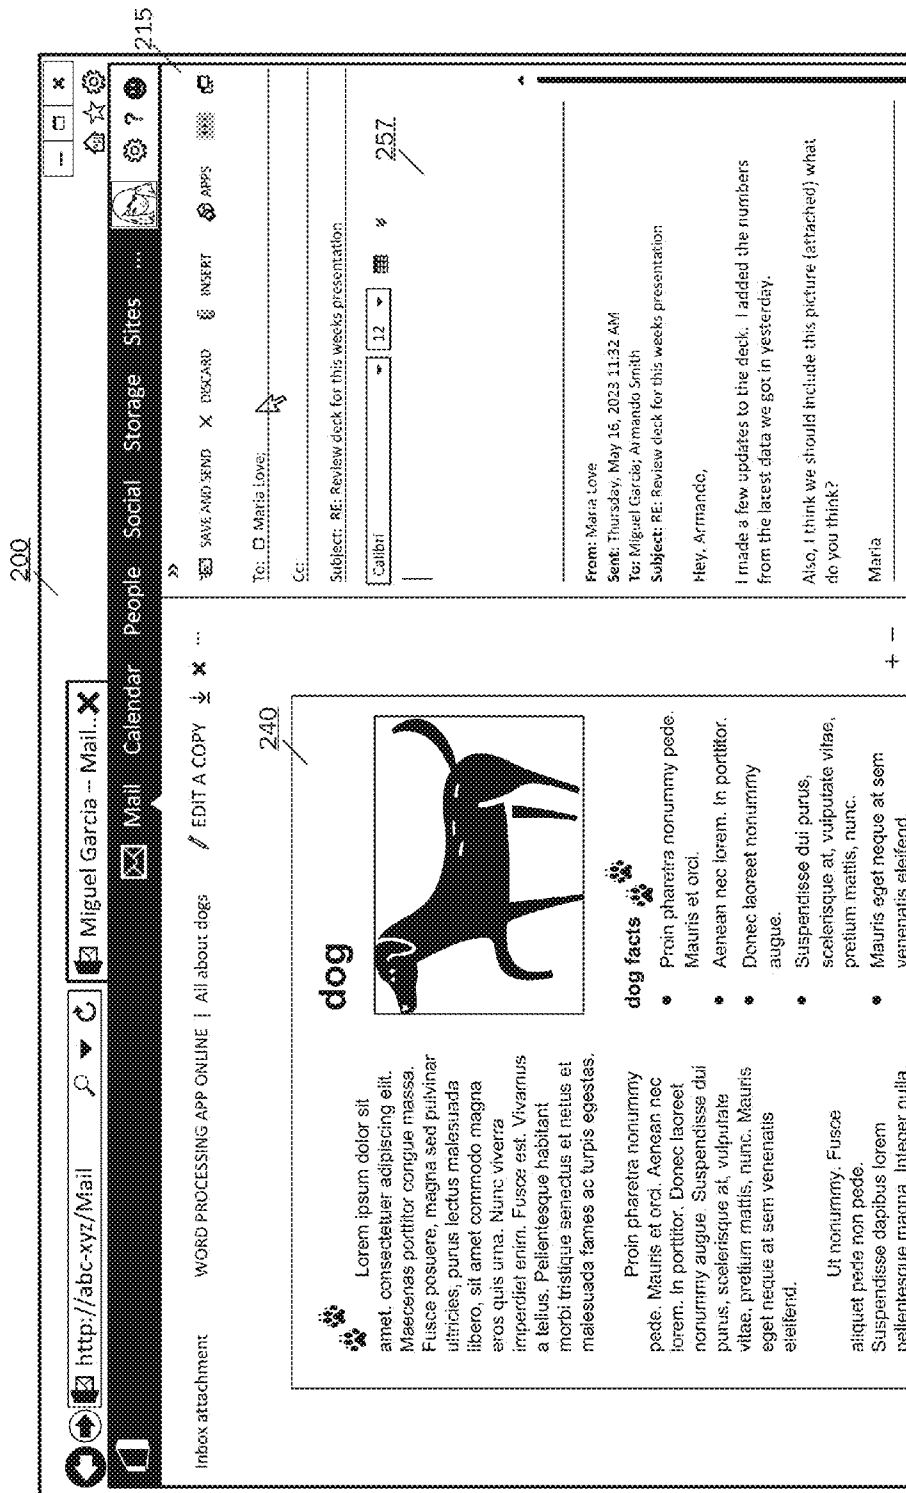 200
http://abc-xyz/Mail
Miguel Garcia – Mail...
Mail Calendar People Social Storage Sites ... ?
215
Inbox attachment WORD PROCESSING APP ONLINE | All about dogs EDIT A COPY ...
240
dog
Lorem ipsum dolor sit
amet, consectetuer adipiscing elit.
Maecenas porttitor congue massa.
Fusce posuere, magna sed pulvinar
ultricies, purus lectus malesuada
libero, sit amet commodo magna
eros quis urna. Nunc viverra
imperdiet enim. Fusce est. Vivamus
a tellus. Pellentesque habitant
morbi tristique senectus et netus et
malesuada fames ac turpis egestas.
Proin pharetra nonummy
pede. Mauris et orci. Aenean nec
lorem. In porttitor. Donec laoreet
nonummy augue. Suspendisse dui
purus, scelerisque at, vulputate
vitae, pretium mattis, nunc. Mauris
eget neque at sem venenatis
eleifend.
Ut nonummy. Fusce
aliquet pede non pede.
Suspendisse dapibus lorem
pellentesque magna. Integer nulla
dog facts
• Proin pharetra nonummy pede.
Mauris et orci.
• Aenean nec lorem. In porttitor.
• Donec laoreet nonummy
augue.
• Suspendisse dui purus,
scelerisque at, vulputate vitae,
pretium mattis, nunc.
• Mauris eget neque at sem
venenatis eleifend
+ −
»
SAVE AND SEND X DISCARD INSERT APPS
To: Maria Love;
Cc:
Subject: RE: Review deck for this weeks presentation
Calibri 12
257
From: Maria Love
Sent: Thursday, May 16, 2023 11:32 AM
To: Miguel Garcia; Armando Smith
Subject: RE: Review deck for this weeks presentation
Hey, Armando,
I made a few updates to the deck. I added the numbers
from the latest data we got in yesterday.
Also, I think we should include this picture (attached) what
do you think?
Maria